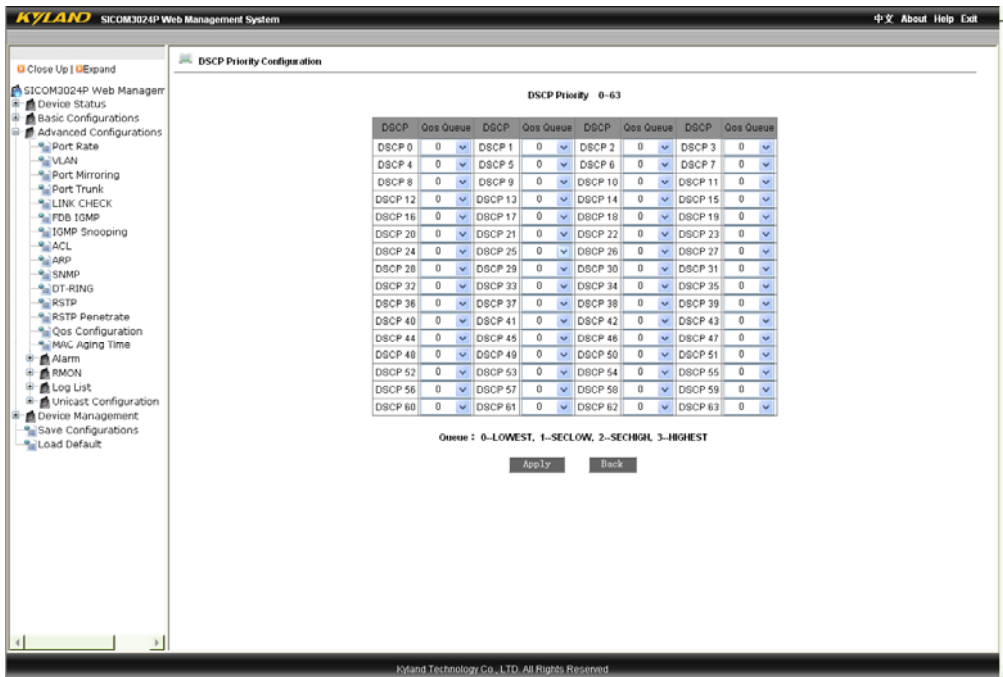 KYLAND SICOM3024P Web Management System 中文 About Help Exit
Close Up | Expand
SICOM3024P Web Managem
Device Status
Basic Configurations
Advanced Configurations
Port Rate
VLAN
Port Mirroring
Port Trunk
LINK CHECK
FDB IGMP
IGMP Snooping
ACL
ARP
SNMP
DT-RING
RSTP
RSTP Penetrate
Qos Configuration
MAC Aging Time
Alarm
RMON
Log List
Unicast Configuration
Device Management
Save Configurations
Load Default
DSCP Priority Configuration
DSCP Priority 0-63
DSCP Qos Queue DSCP Qos Queue DSCP Qos Queue DSCP Qos Queue
DSCP 0 0 DSCP 1 0 DSCP 2 0 DSCP 3 0
DSCP 4 0 DSCP 5 0 DSCP 6 0 DSCP 7 0
DSCP 8 0 DSCP 9 0 DSCP 10 0 DSCP 11 0
DSCP 12 0 DSCP 13 0 DSCP 14 0 DSCP 15 0
DSCP 16 0 DSCP 17 0 DSCP 18 0 DSCP 19 0
DSCP 20 0 DSCP 21 0 DSCP 22 0 DSCP 23 0
DSCP 24 0 DSCP 25 0 DSCP 26 0 DSCP 27 0
DSCP 28 0 DSCP 29 0 DSCP 30 0 DSCP 31 0
DSCP 32 0 DSCP 33 0 DSCP 34 0 DSCP 35 0
DSCP 36 0 DSCP 37 0 DSCP 38 0 DSCP 39 0
DSCP 40 0 DSCP 41 0 DSCP 42 0 DSCP 43 0
DSCP 44 0 DSCP 45 0 DSCP 46 0 DSCP 47 0
DSCP 48 0 DSCP 49 0 DSCP 50 0 DSCP 51 0
DSCP 52 0 DSCP 53 0 DSCP 54 0 DSCP 55 0
DSCP 56 0 DSCP 57 0 DSCP 58 0 DSCP 59 0
DSCP 60 0 DSCP 61 0 DSCP 62 0 DSCP 63 0
Queue : 0--LOWEST, 1--SECLOW, 2--SECHIGH, 3--HIGHEST
Apply Back
Kyland Technology Co., LTD. All Rights Reserved